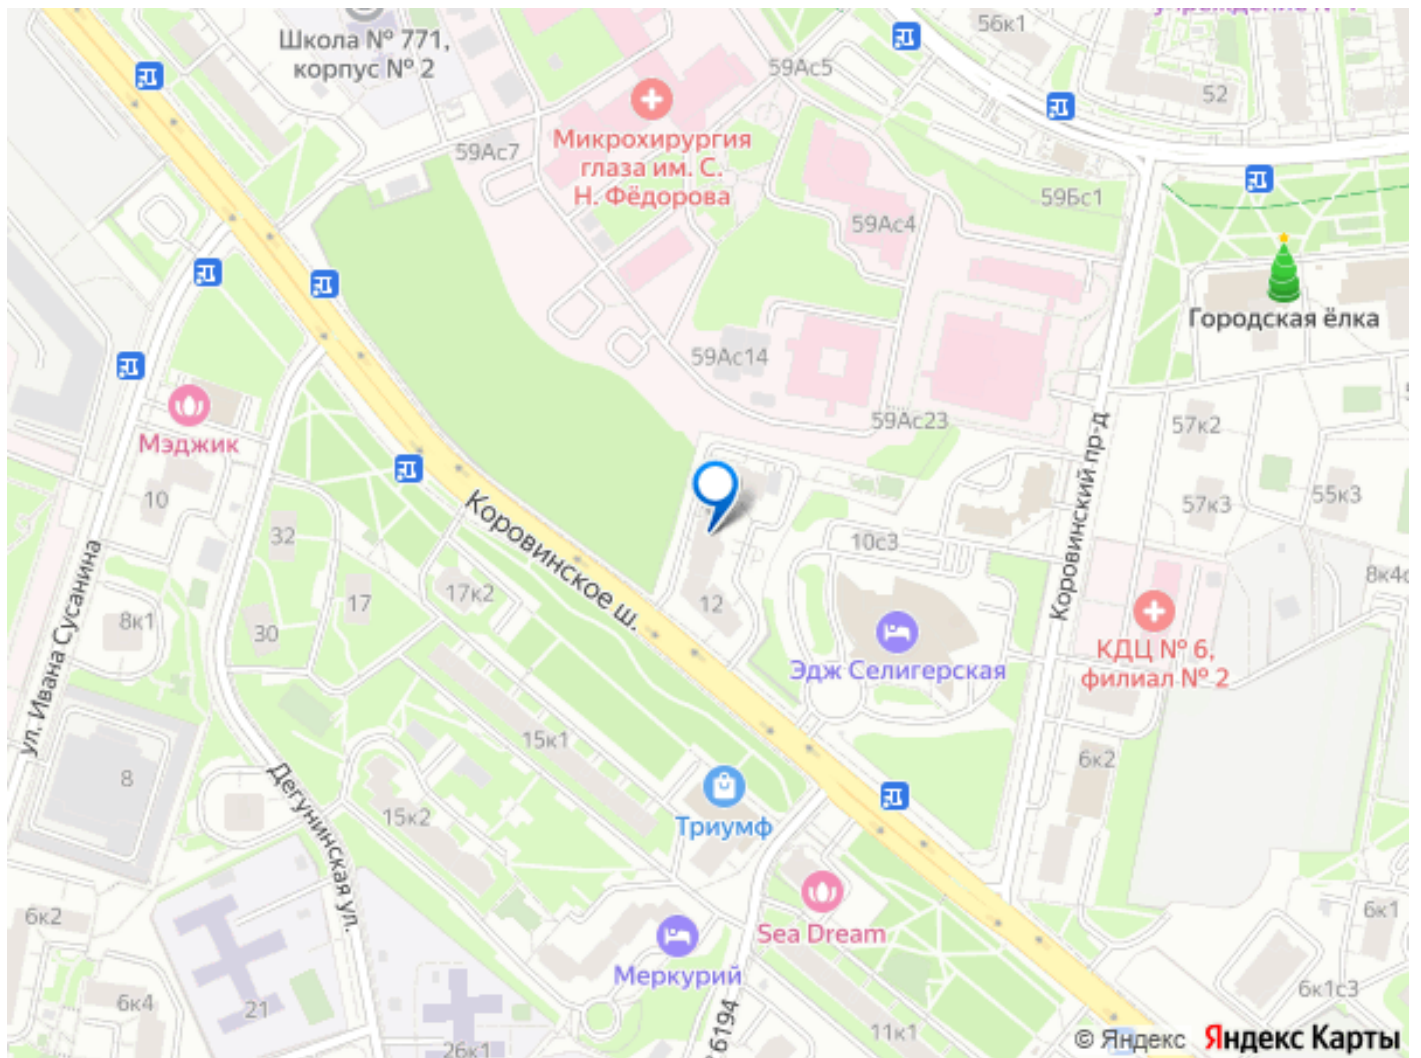 56к1
Школа № 771,
корпус № 2
59Ас5
52
Микрохирургия
глаза им. С.
Н. Фёдорова
59Ас7
59Бс1
59Ас4
Городская ёлка
59Ас14
Мэджик
59Ас23
57к2
10
57к3
55к3
Коровинский пр-д
Коровинское ш.
32
10с3
8к4с
17к2
17
12
8к1
30
ул. Ивана Сусанина
КДЦ № 6,
филиал № 2
Эдж Селигерская
15к1
6к2
8
Дегунинская ул.
15к2
Триумф
6к2
6к1
Sea Dream
Меркурий
6к4
21
6к1с3
6194
11к1
26к1
© Яндекс Яндекс Карты